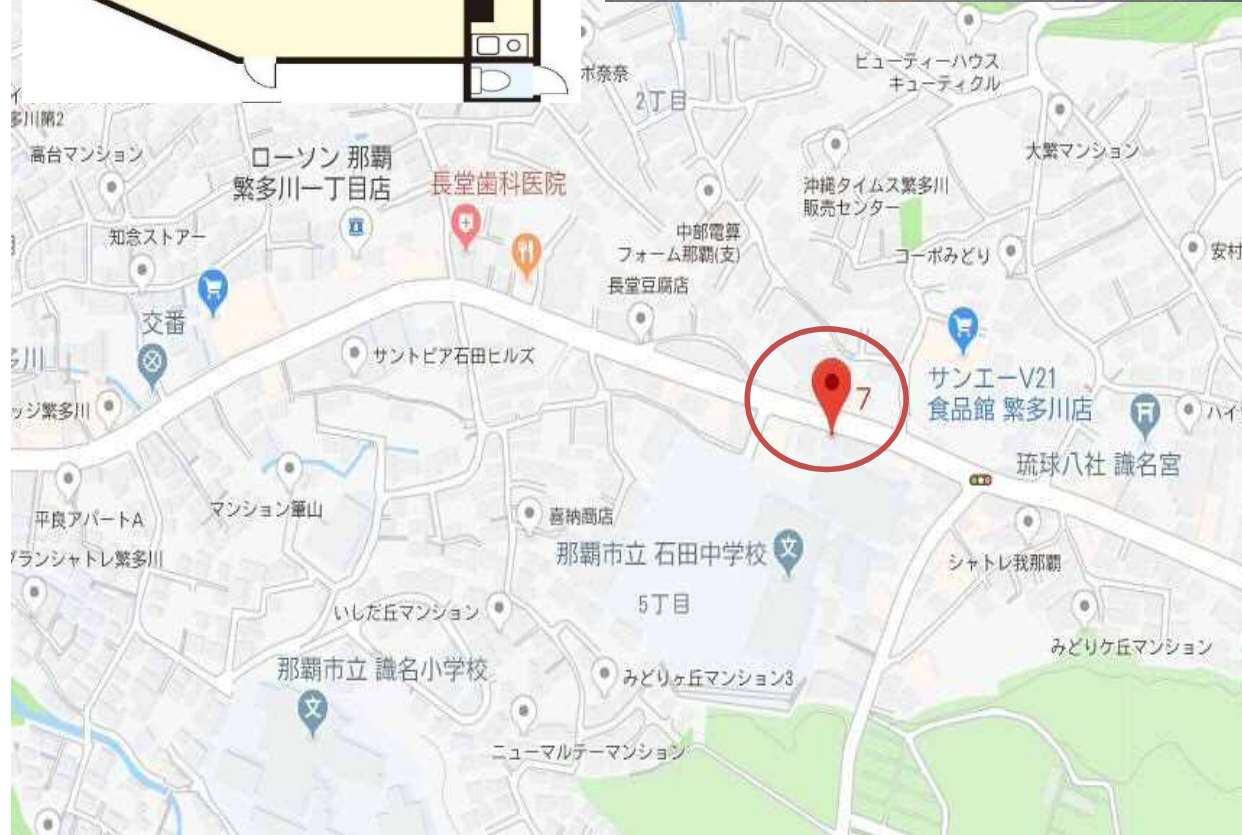 ポ奈奈
2丁目
ビューティーハウス
キューティクル
多川第2
高台マンション
ローソン 那覇
繁多川一丁目店
長堂歯科医院
大繁マンション
沖縄タイムス繁多川
販売センター
知念ストアー
中部電算
フォーム那覇(支)
コーポみどり
安村
長堂豆腐店
交番
多川
サントピア石田ヒルズ
サンエーV21
食品館 繁多川店
7
ッジ繁多川
ハイ
琉球八社 識名宮
平良アパートA
マンション筆山
喜納商店
グランシャトレ繁多川
那覇市立 石田中学校
シャトレ我那覇
5丁目
いしだ丘マンション
みどりケ丘マンション
那覇市立 識名小学校
みどりヶ丘マンション3
ニューマルテーマンション